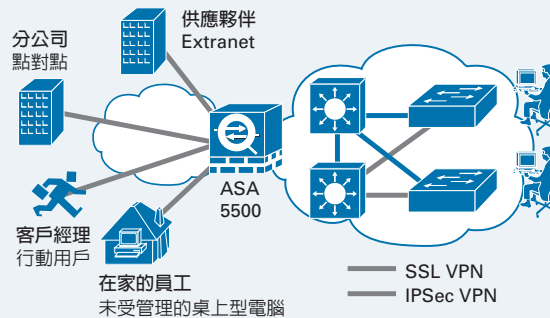 供應夥伴
Extranet
分公司
點對點
ASA
5500
客戶經理
行動用戶
在家的員工
未受管理的桌上型電腦
SSL VPN
IPSec VPN